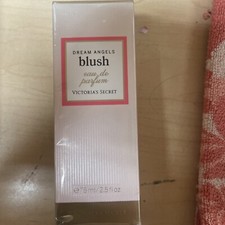 DREAM ANGELS
blush
eau de
parfum
VICTORIA'S SECRET